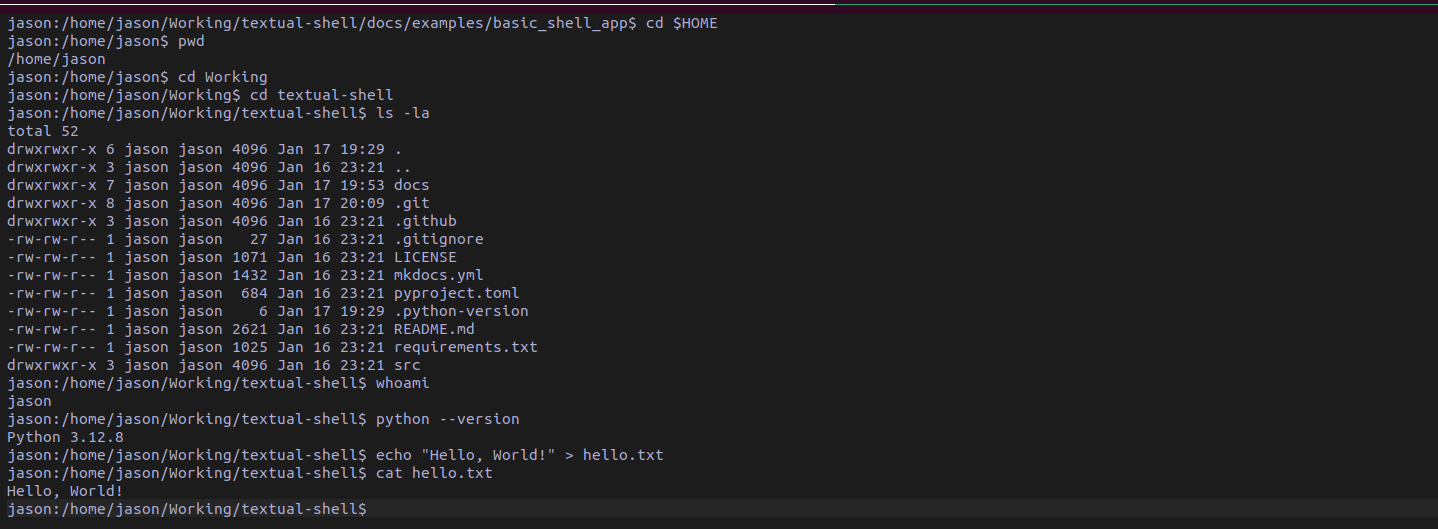 jason:/home/jason/Working/textual-shell/docs/examples/basic_shell_app$ cd $HOME
jason:/home/jason$ pwd
/home/jason
jason:/home/jason$ cd Working
jason:/home/jason/Working$ cd textual-shell
jason:/home/jason/Working/textual-shell$ ls -la
total 52
drwxrwxr-x 6 jason jason 4096 Jan 17 19:29 .
drwxrwxr-x 3 jason jason 4096 Jan 16 23:21 ..
drwxrwxr-x 7 jason jason 4096 Jan 17 19:53 docs
drwxrwxr-x 8 jason jason 4096 Jan 17 20:09 .git
drwxrwxr-x 3 jason jason 4096 Jan 16 23:21 .github
-rw-rw-r-- 1 jason jason   27 Jan 16 23:21 .gitignore
-rw-rw-r-- 1 jason jason 1071 Jan 16 23:21 LICENSE
-rw-rw-r-- 1 jason jason 1432 Jan 16 23:21 mkdocs.yml
-rw-rw-r-- 1 jason jason  684 Jan 16 23:21 pyproject.toml
-rw-rw-r-- 1 jason jason    6 Jan 17 19:29 .python-version
-rw-rw-r-- 1 jason jason 2621 Jan 16 23:21 README.md
-rw-rw-r-- 1 jason jason 1025 Jan 16 23:21 requirements.txt
drwxrwxr-x 3 jason jason 4096 Jan 16 23:21 src
jason:/home/jason/Working/textual-shell$ whoami
jason
jason:/home/jason/Working/textual-shell$ python --version
Python 3.12.8
jason:/home/jason/Working/textual-shell$ echo "Hello, World!" > hello.txt
jason:/home/jason/Working/textual-shell$ cat hello.txt
Hello, World!
jason:/home/jason/Working/textual-shell$